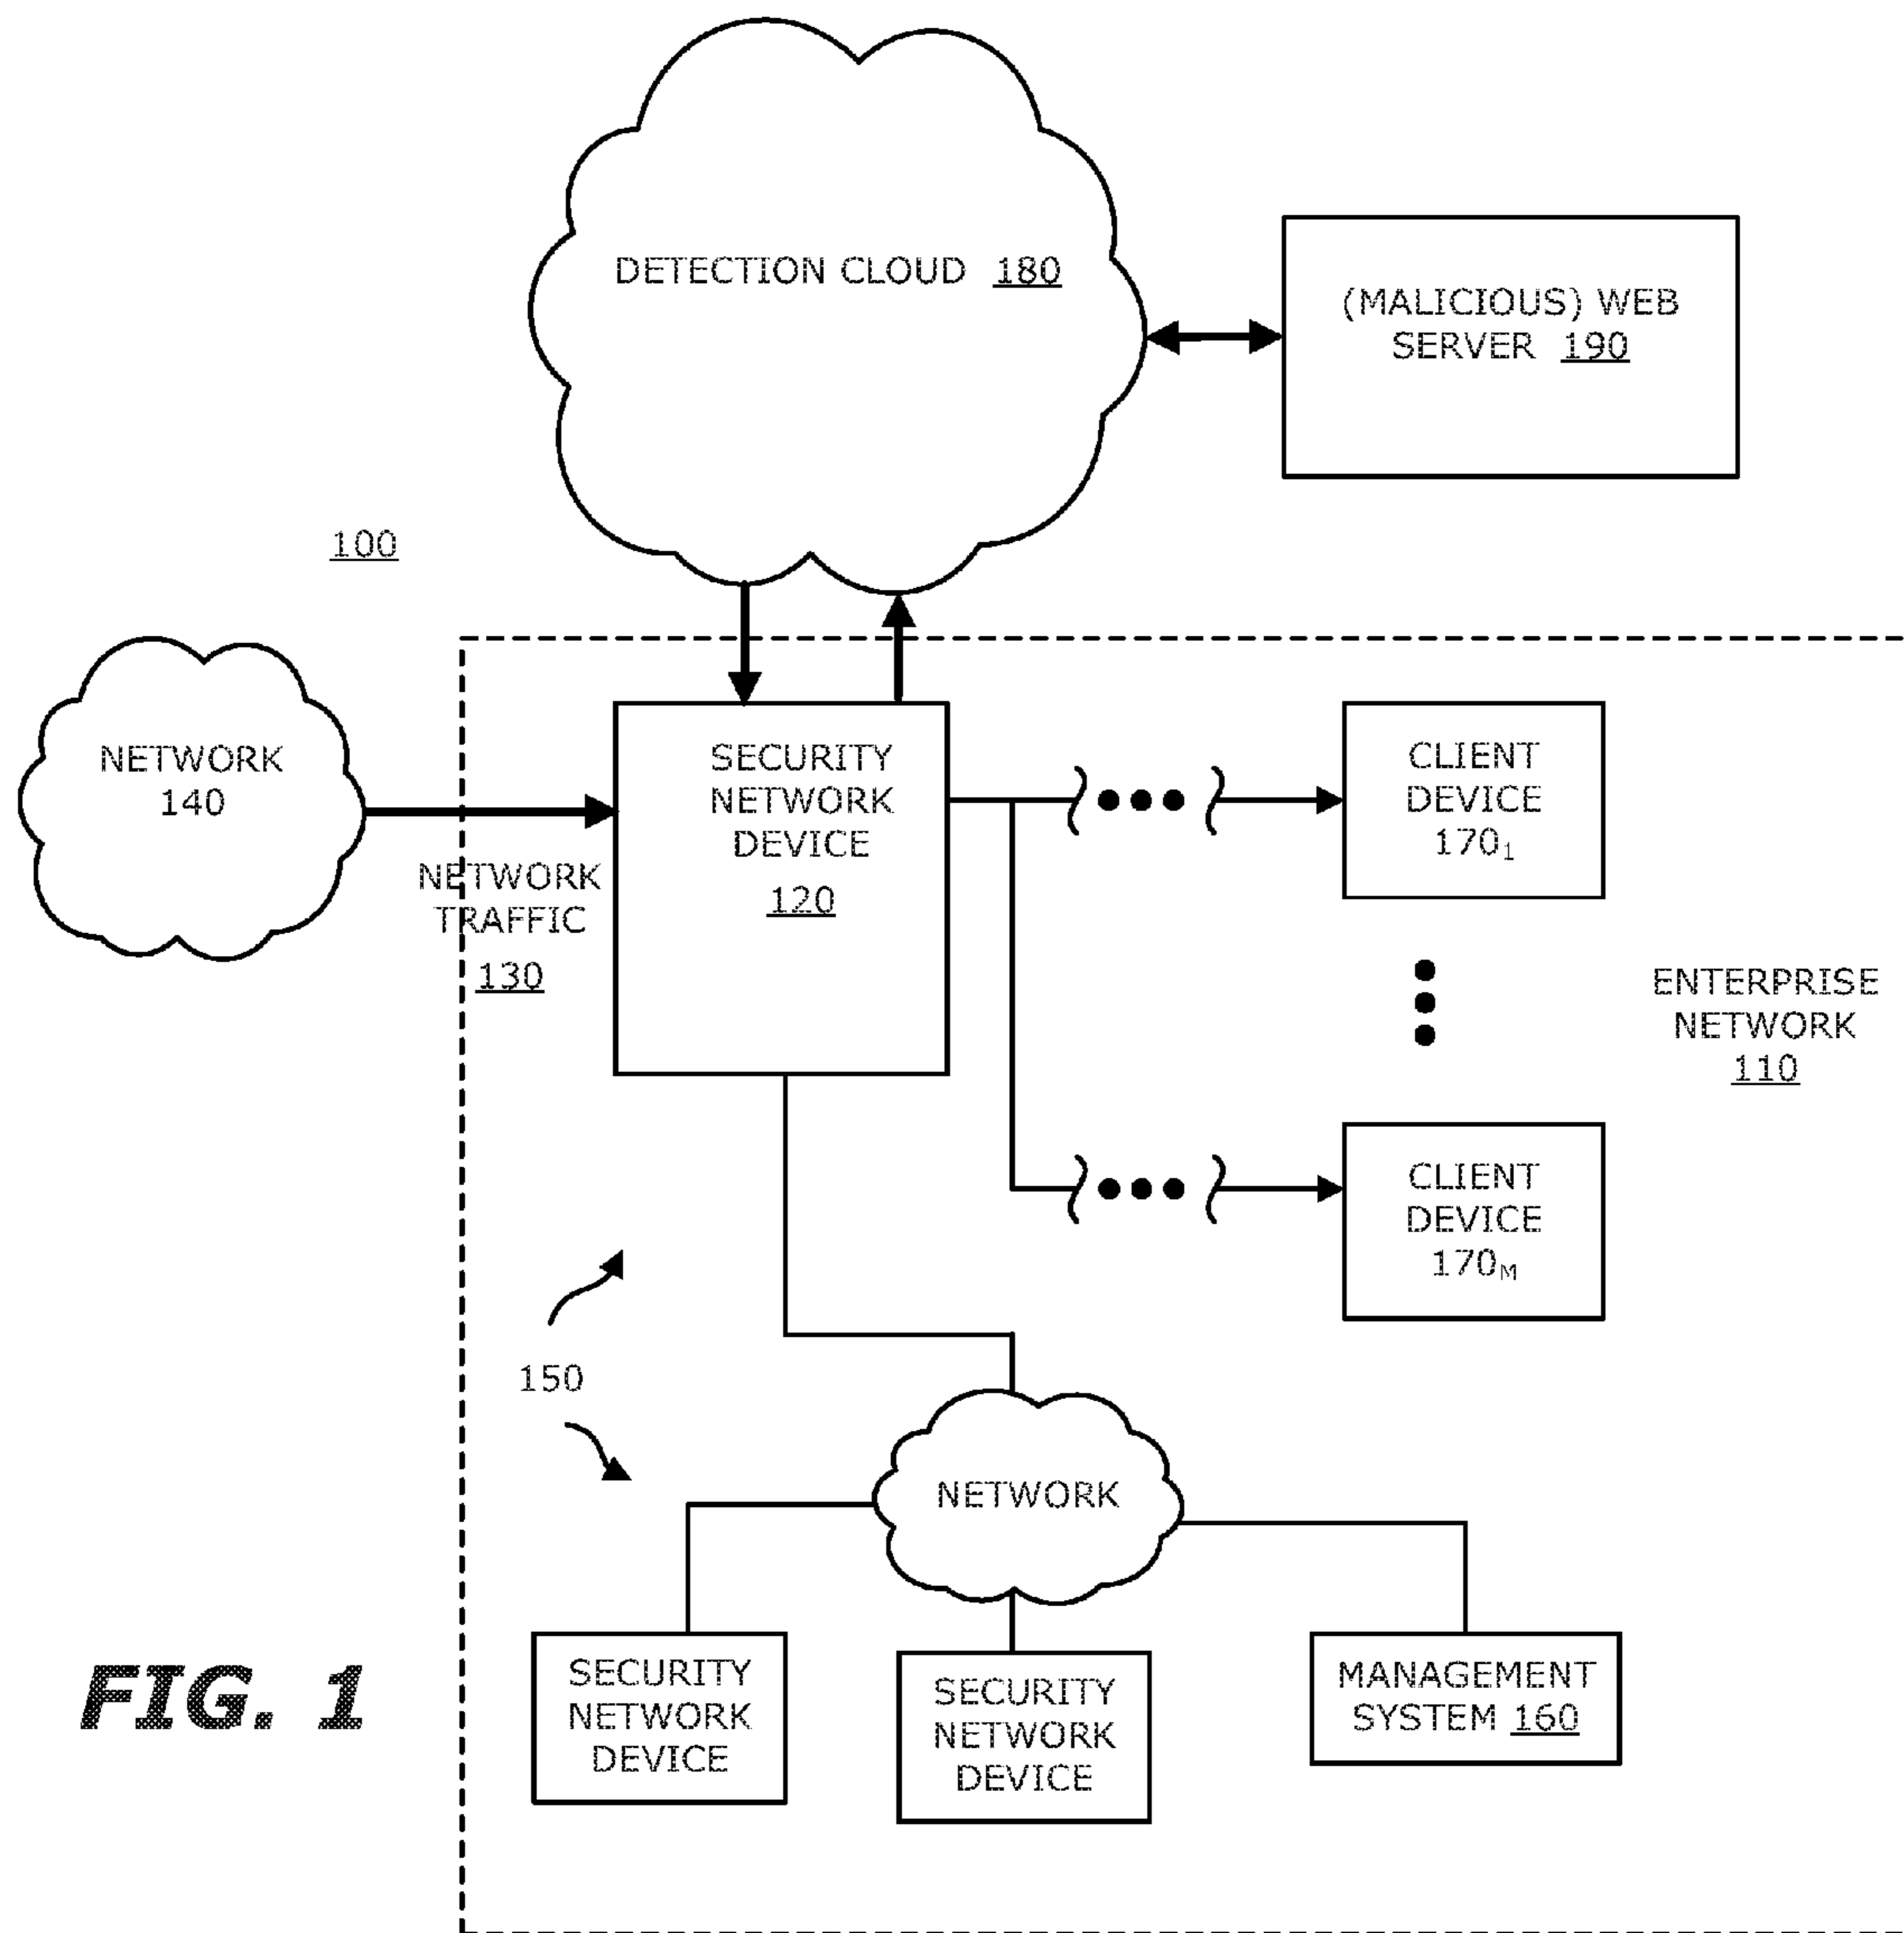 DETECTION CLOUD 180
(MALICIOUS) WEB
SERVER 190
100
NETWORK
140
NETWORK
TRAFFIC
130
SECURITY
NETWORK
DEVICE
120
CLIENT
DEVICE
170₁
ENTERPRISE
NETWORK
110
CLIENT
DEVICE
170ₘ
150
NETWORK
SECURITY
NETWORK
DEVICE
SECURITY
NETWORK
DEVICE
MANAGEMENT
SYSTEM 160
FIG. 1